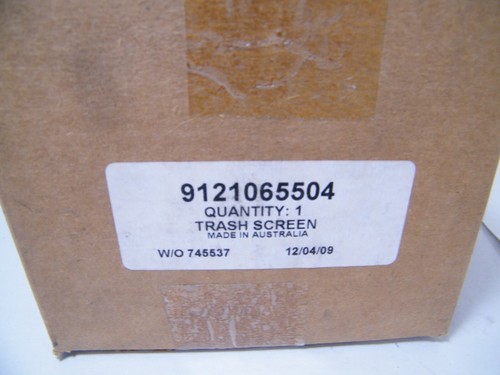 9121065504
QUANTITY: 1
TRASH SCREEN
MADE IN AUSTRALIA
W/O 745537 12/04/09